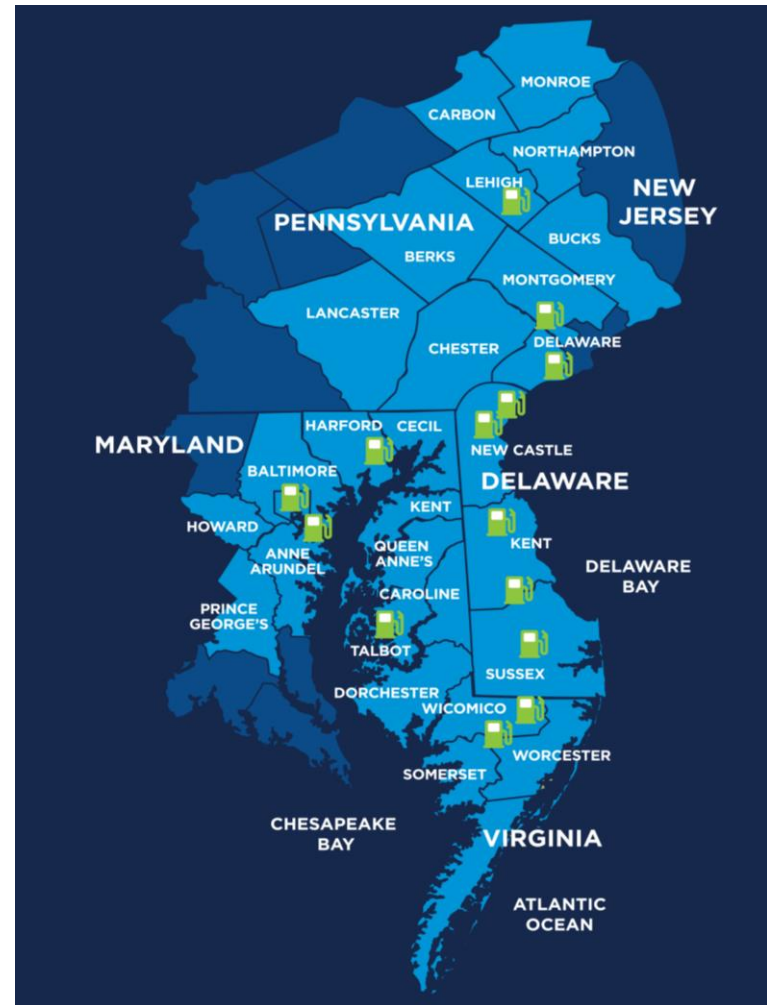 MONROE
CARBON
NORTHAMPTON
LEHIGH
NEW
JERSEY
PENNSYLVANIA
BUCKS
BERKS
MONTGOMERY
LANCASTER
DELAWARE
CHESTER
HARFORD
CECIL
MARYLAND
NEW CASTLE
BALTIMORE
DELAWARE
KENT
HOWARD
KENT
ANNE
ARUNDEL
QUEEN
ANNE'S
DELAWARE
BAY
CAROLINE
PRINCE
GEORGE'S
TALBOT
SUSSEX
DORCHESTER
WICOMICO
WORCESTER
SOMERSET
CHESAPEAKE
BAY
VIRGINIA
ATLANTIC
OCEAN